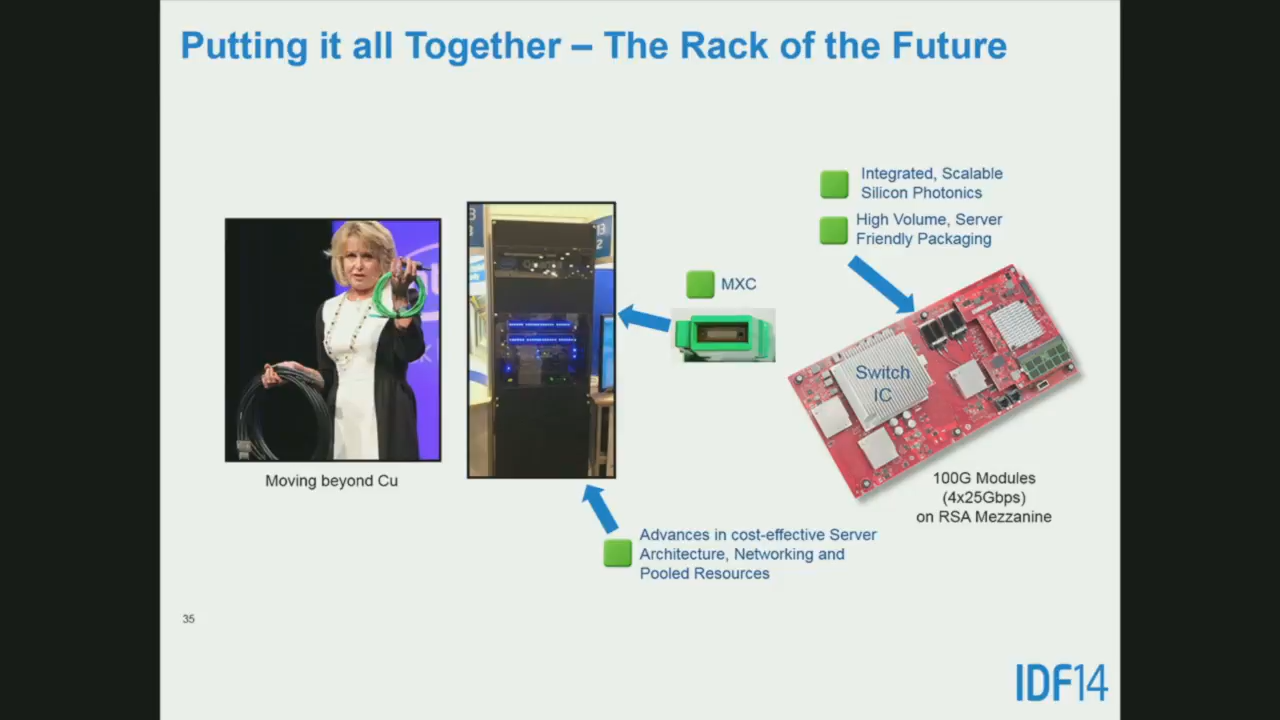 Putting it all Together – The Rack of the Future
Integrated, Scalable
Silicon Photonics
High Volume, Server
Friendly Packaging
MXC
Switch
IC
Moving beyond Cu
100G Modules
(4x25Gbps)
on RSA Mezzanine
Advances in cost-effective Server
Architecture, Networking and
Pooled Resources
35
IDF14